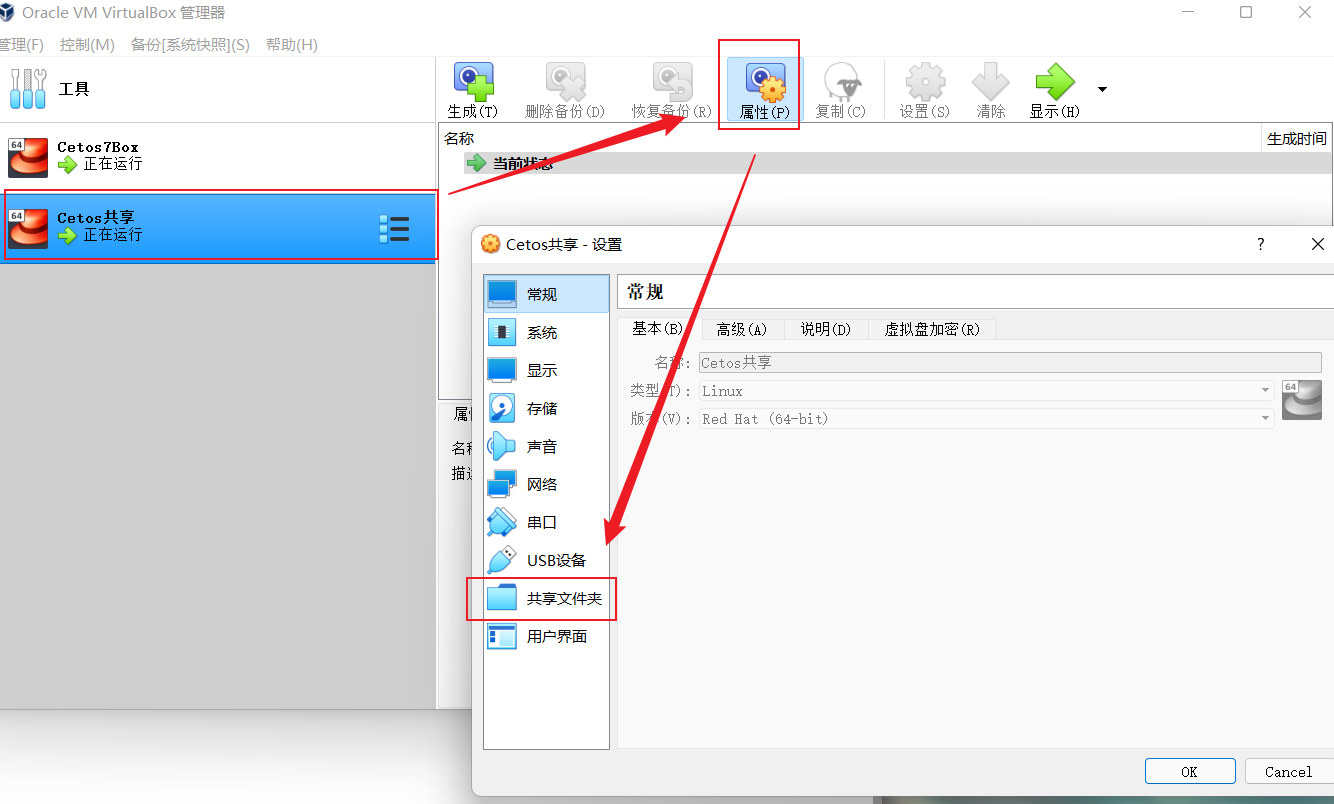 Oracle VM VirtualBox 管理器
管理(F) 控制(M) 备份[系统快照](S) 帮助(H)
工具
生成(T) 删除备份(D) 恢复备份(R) 属性(P) 复制(C) 设置(S) 清除 显示(H)
名称 生成时间
当前状态
64 Cetos7Box
正在运行
64 Cetos共享
正在运行
Cetos共享 - 设置 ?
常规
系统
显示
存储
声音
网络
串口
USB设备
共享文件夹
用户界面
常规
基本(B) 高级(A) 说明(D) 虚拟盘加密(R)
名称: Cetos共享
类型(T): Linux
版本(V): Red Hat (64-bit)
64
属
名
描
OK Cancel